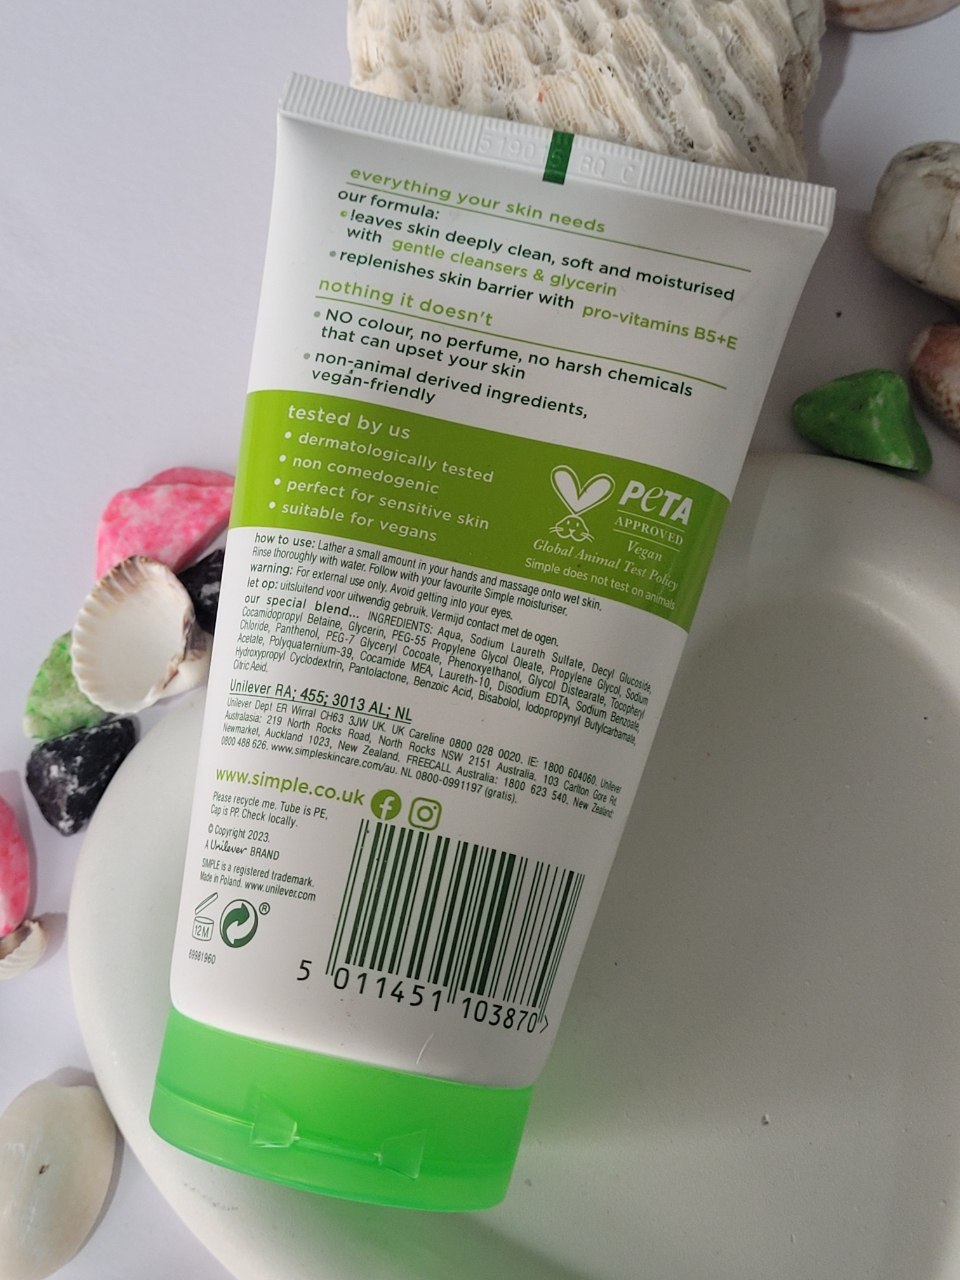 everything your skin needs
our formula:
• leaves skin deeply clean, soft and moisturised
with gentle cleansers & glycerin
• replenishes skin barrier with pro-vitamins B5+E
nothing it doesn't
• NO colour, no perfume, no harsh chemicals
that can upset your skin
• non-animal derived ingredients,
vegan-friendly
tested by us
• dermatologically tested
• non comedogenic
• perfect for sensitive skin
• suitable for vegans
PETA
APPROVED
Vegan
Global Animal Test Policy
Simple does not test on animals
how to use: Lather a small amount in your hands and massage onto wet skin.
Rinse thoroughly with water. Follow with your favourite Simple moisturiser.
warning: For external use only. Avoid getting into your eyes.
let op: uitsluitend voor uitwendig gebruik. Vermijd contact met de ogen.
our special blend... INGREDIENTS: Aqua, Sodium Laureth Sulfate, Decyl Glucoside,
Cocamidopropyl Betaine, Glycerin, PEG-55 Propylene Glycol Oleate, Propylene Glycol, Sodium
Chloride, Panthenol, PEG-7 Glyceryl Cocoate, Phenoxyethanol, Glycol Distearate, Tocopheryl
Acetate, Polyquaternium-39, Cocamide MEA, Laureth-10, Disodium EDTA, Sodium Benzoate,
Hydroxypropyl Cyclodextrin, Pantolactone, Benzoic Acid, Bisabolol, Iodopropynyl Butylcarbamate,
Citric Acid.
Unilever RA; 455; 3013 AL; NL
Unilever Dept ER Wirral CH63 3JW UK. UK Careline 0800 028 0020. IE: 1800 604060. Unilever
Australasia: 219 North Rocks Road, North Rocks NSW 2151 Australia. 103 Carlton Gore Rd,
Newmarket, Auckland 1023, New Zealand. FREECALL Australia: 1800 623 540. New Zealand:
0800 488 626. www.simpleskincare.com/au. NL 0800-0991197 (gratis).
www.simple.co.uk
Please recycle me. Tube is PE,
Cap is PP. Check locally.
© Copyright 2023.
A Unilever BRAND
SIMPLE is a registered trademark.
Made in Poland. www.unilever.com
12M
®
69981960
5 011451 103870 >